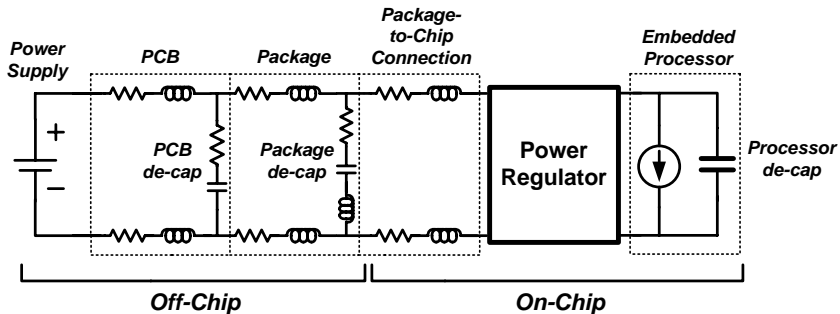 Power
Supply
PCB
Package
Package-
to-Chip
Connection
Embedded
Processor
+
−
PCB
de-cap
Package
de-cap
Power
Regulator
Processor
de-cap
Off-Chip
On-Chip